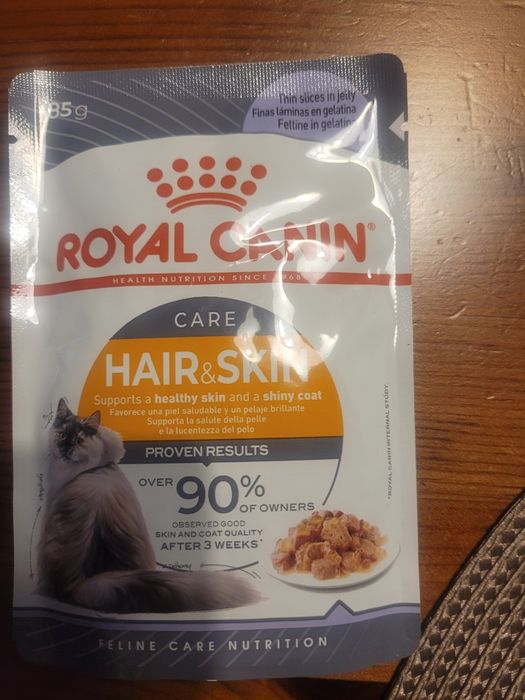 85g
Thin slices in jelly
Finas láminas en gelatina
Fettine in gelatina
ROYAL CANIN®
HEALTH NUTRITION SINCE 1968
CARE
HAIR&SKIN
Supports a healthy skin and a shiny coat
Favorece una piel saludable y un pelaje brillante
Supporta la salute della pelle
e la lucentezza del pelo
PROVEN RESULTS
OVER 90% OF OWNERS
OBSERVED GOOD
SKIN AND COAT QUALITY
AFTER 3 WEEKS*
*ROYAL CANIN INTERNAL STUDY.
FELINE CARE NUTRITION